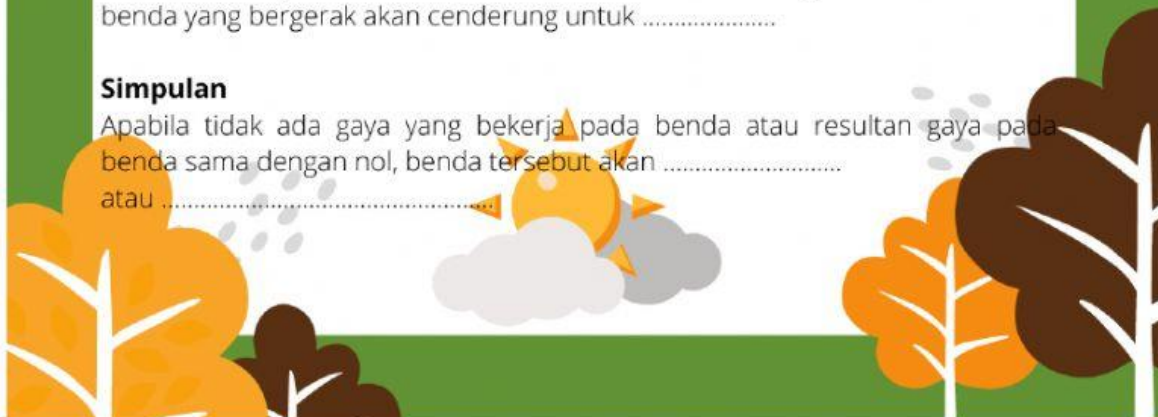 benda yang bergerak akan cenderung untuk .....................
Simpulan
Apabila tidak ada gaya yang bekerja pada benda atau resultan gaya pada
benda sama dengan nol, benda tersebut akan ............................
atau ....................................................